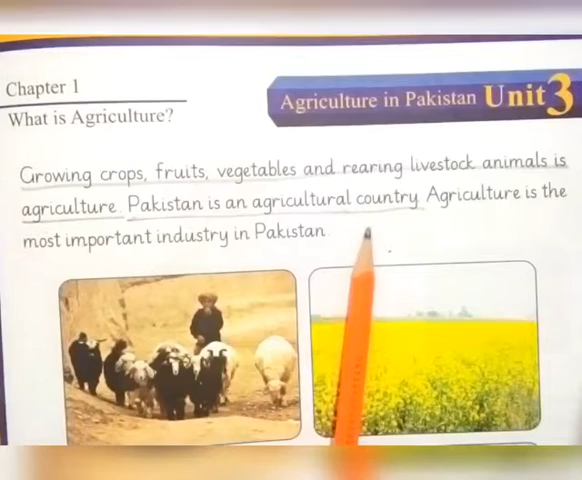 Chapter 1
What is Agriculture?
Agriculture in Pakistan Unit 3
Growing crops, fruits, vegetables and rearing livestock animals is
agriculture. Pakistan is an agricultural country. Agriculture is the
most important industry in Pakistan.